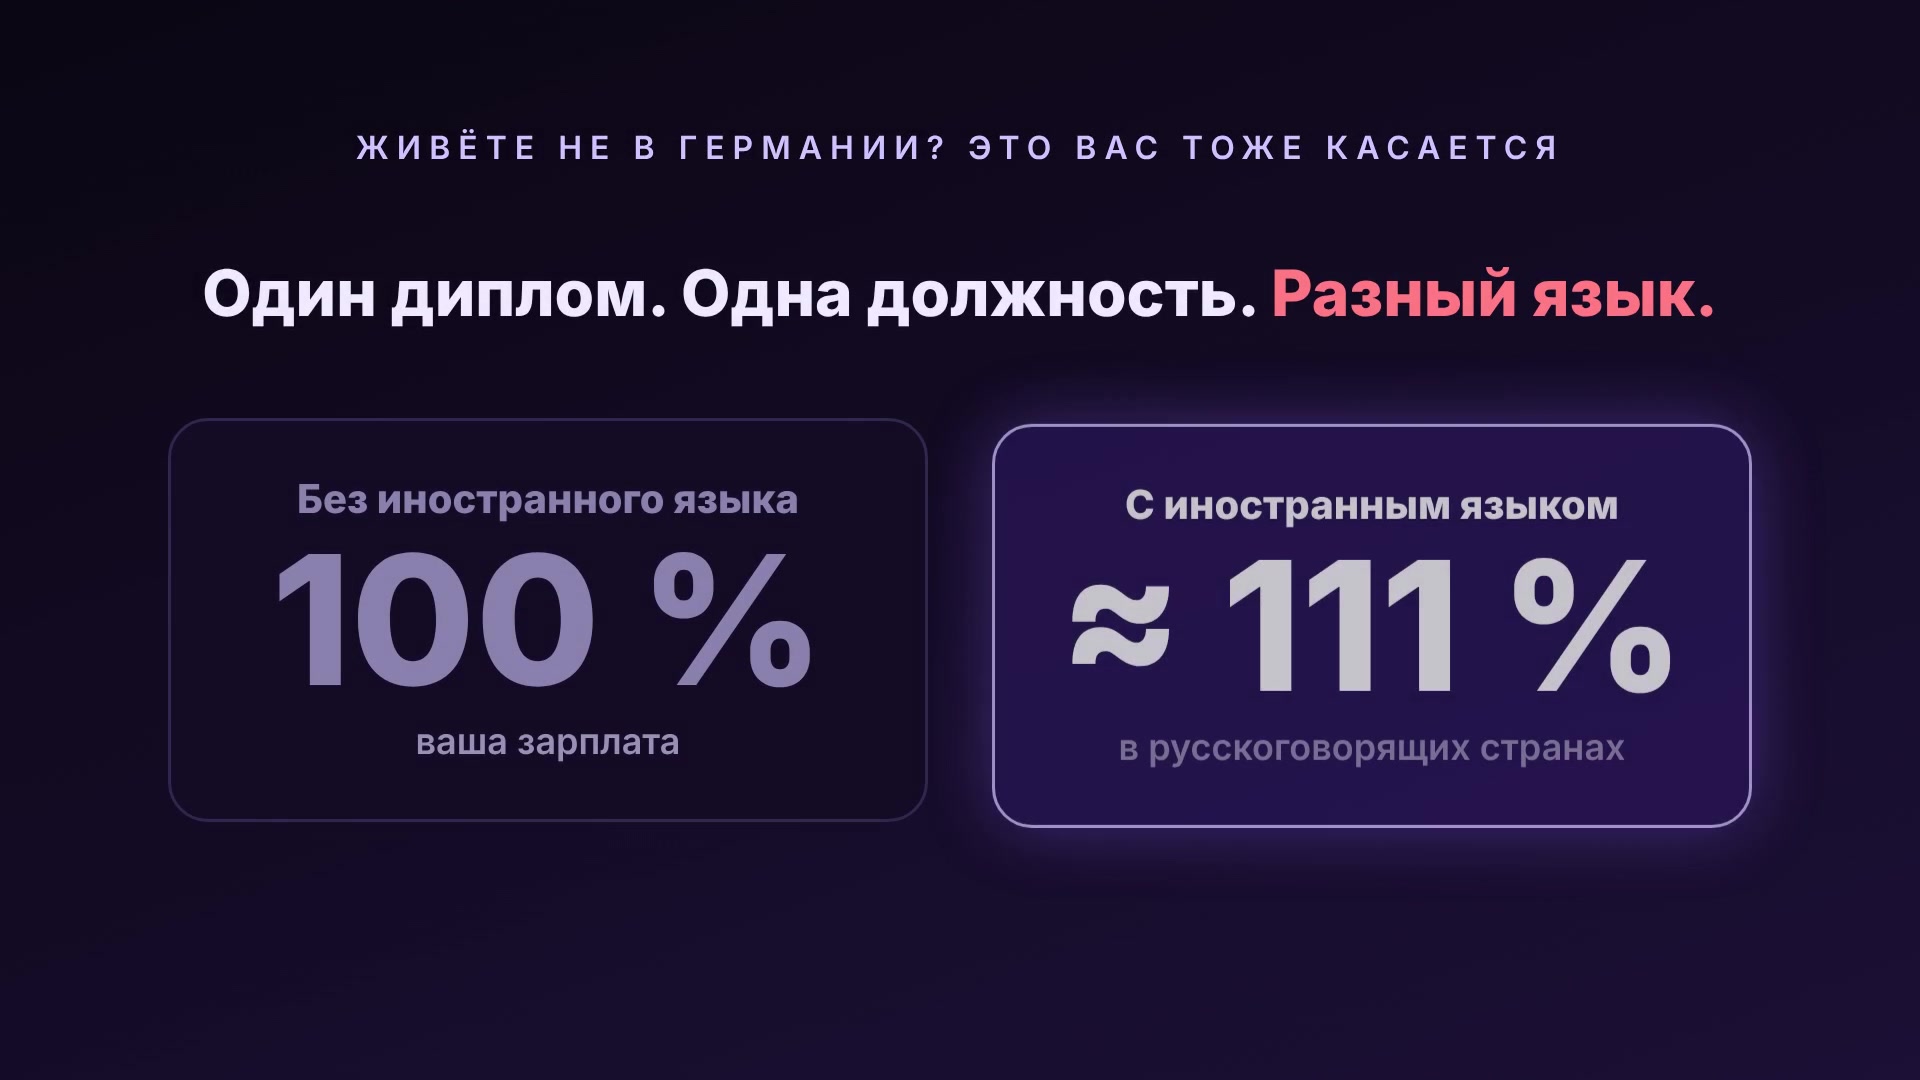 ЖИВЁТЕ НЕ В ГЕРМАНИИ? ЭТО ВАС ТОЖЕ КАСАЕТСЯ
Один диплом. Одна должность. Разный язык.
Без иностранного языка
100 %
ваша зарплата
С иностранным языком
≈ 111 %
в русскоговорящих странах